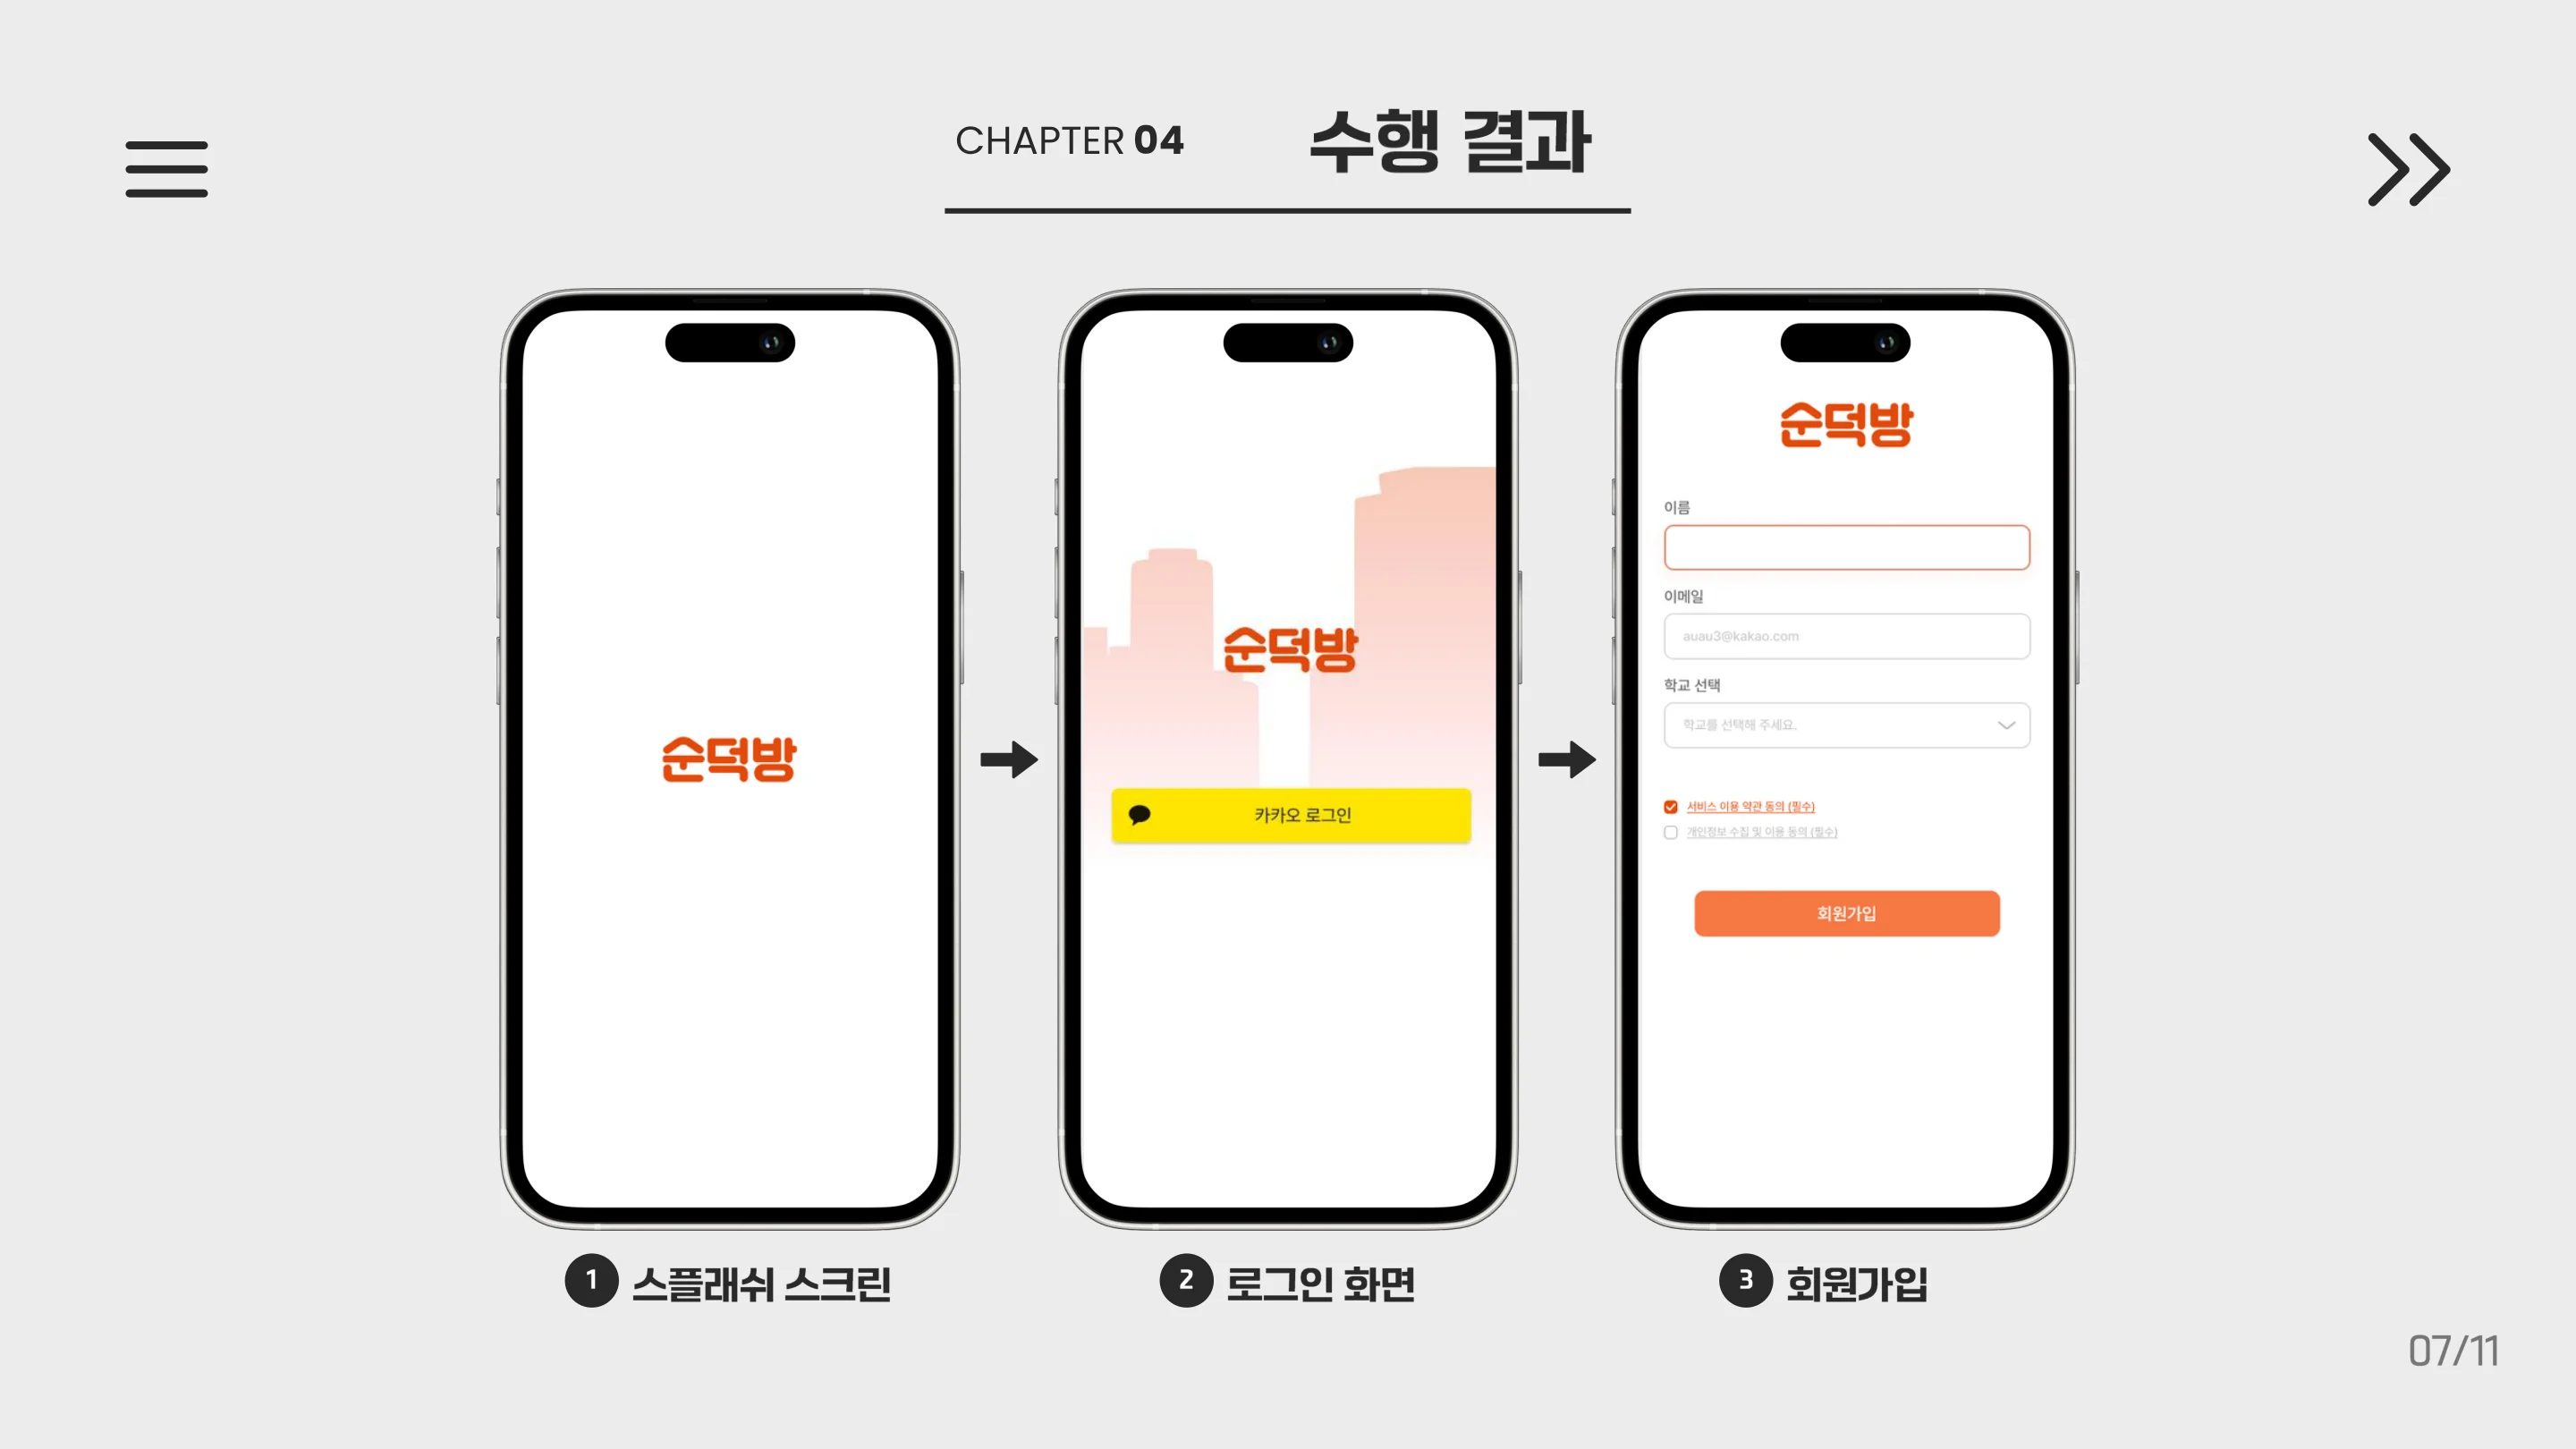 CHAPTER 04 수행 결과
순덕방
순덕방
카카오 로그인
순덕방
이름
이메일
auau3@kakao.com
학교 선택
학교를 선택해 주세요.
서비스 이용 약관 동의 (필수)
개인정보 수집 및 이용 동의 (필수)
회원가입
1 스플래쉬 스크린
2 로그인 화면
3 회원가입
07/11